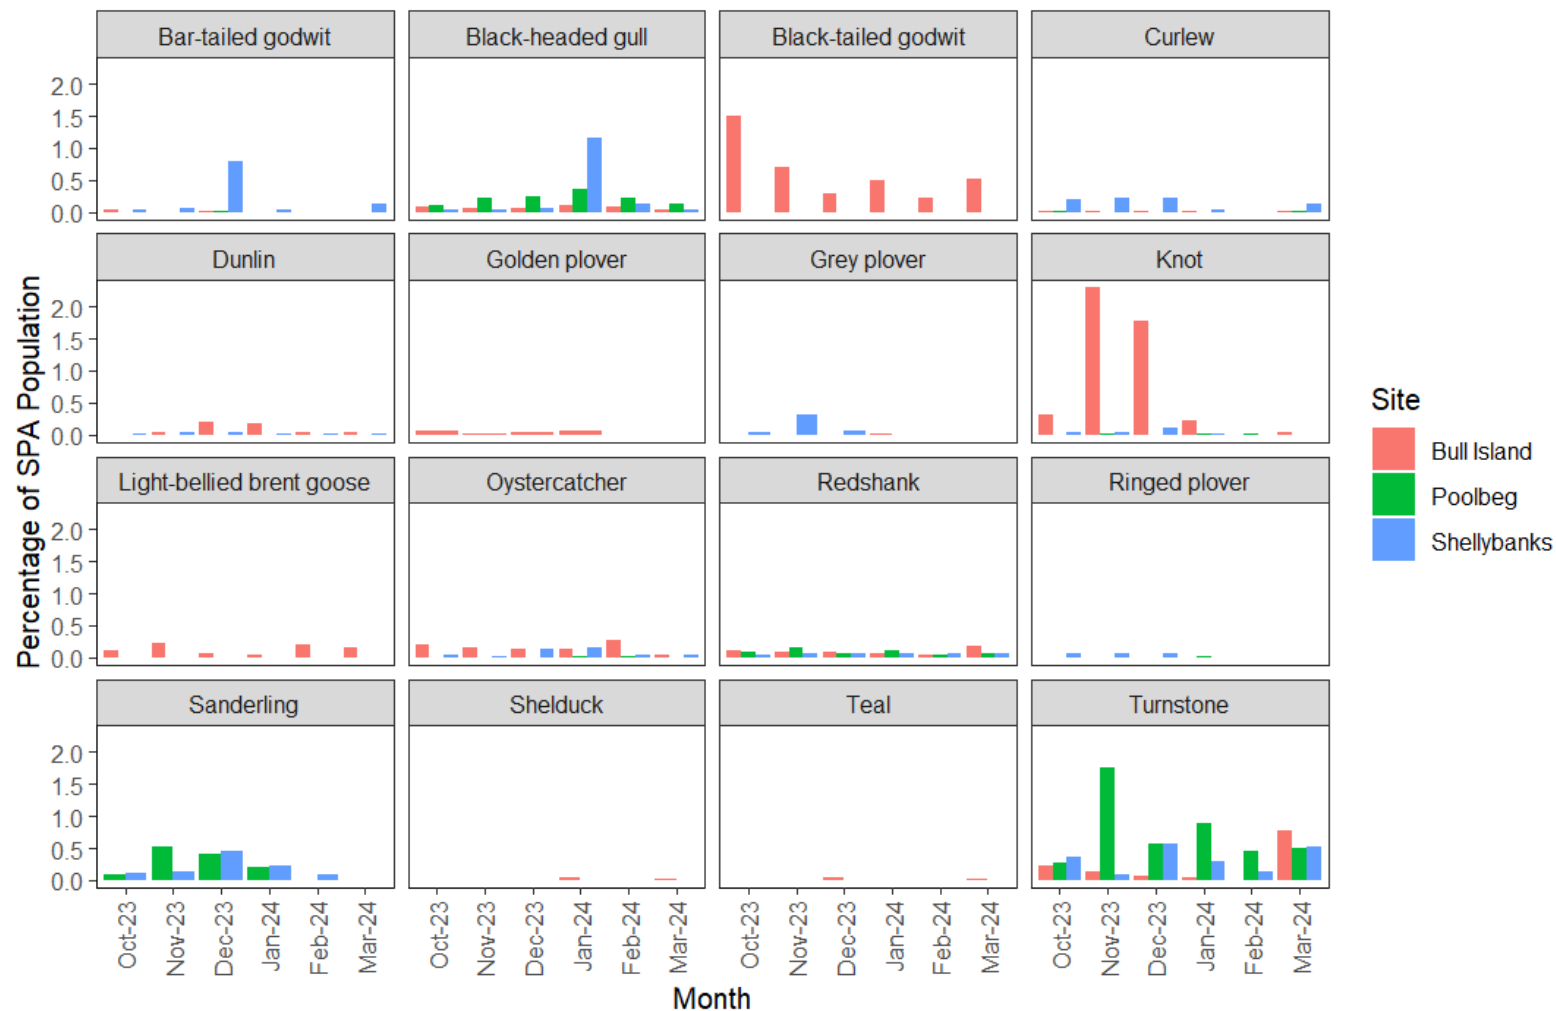 Bar-tailed godwit
Black-headed gull
Black-tailed godwit
Curlew
2.0
1.5
1.0
0.5
0.0
Dunlin
Golden plover
Grey plover
Knot
2.0
1.5
1.0
0.5
0.0
Light-bellied brent goose
Oystercatcher
Redshank
Ringed plover
2.0
1.5
1.0
0.5
0.0
Sanderling
Shelduck
Teal
Turnstone
2.0
1.5
1.0
0.5
0.0
Percentage of SPA Population
Oct-23
Nov-23
Dec-23
Jan-24
Feb-24
Mar-24
Oct-23
Nov-23
Dec-23
Jan-24
Feb-24
Mar-24
Oct-23
Nov-23
Dec-23
Jan-24
Feb-24
Mar-24
Oct-23
Nov-23
Dec-23
Jan-24
Feb-24
Mar-24
Month
Site
Bull Island
Poolbeg
Shellybanks